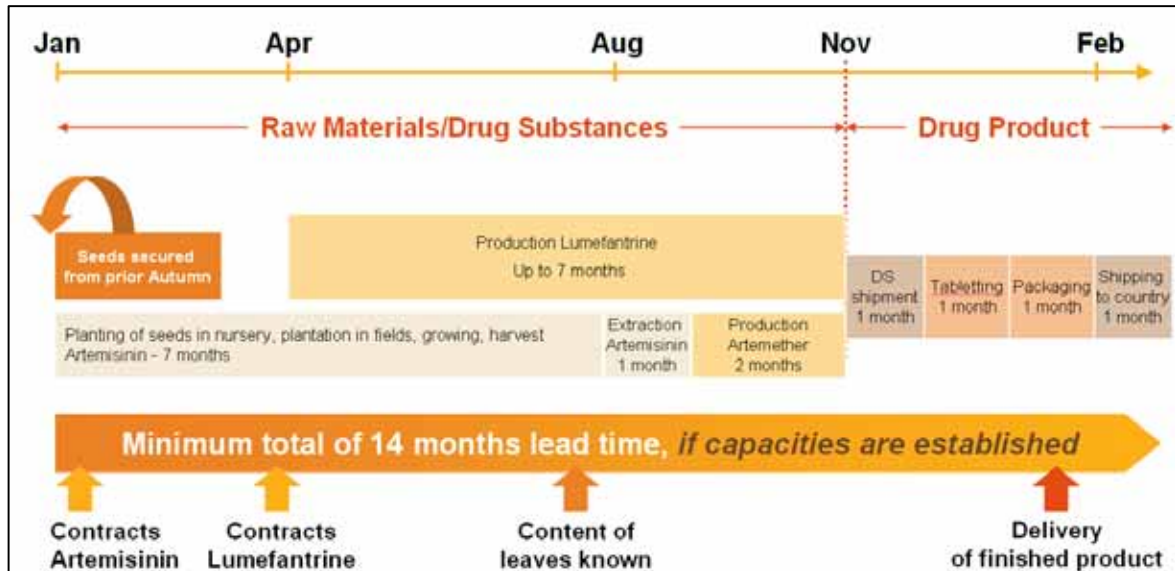 Jan Apr Aug Nov Feb
Raw Materials/Drug Substances Drug Product
Seeds secured
from prior Autumn
Production Lumefantrine
Up to 7 months
DS
shipment
1 month
Tabletting
1 month
Packaging
1 month
Shipping
to country
1 month
Planting of seeds in nursery, plantation in fields, growing, harvest
Artemisinin - 7 months
Extraction
Artemisinin
1 month
Production
Artemether
2 months
Minimum total of 14 months lead time, if capacities are established
Contracts
Artemisinin
Contracts
Lumefantrine
Content of
leaves known
Delivery
of finished product